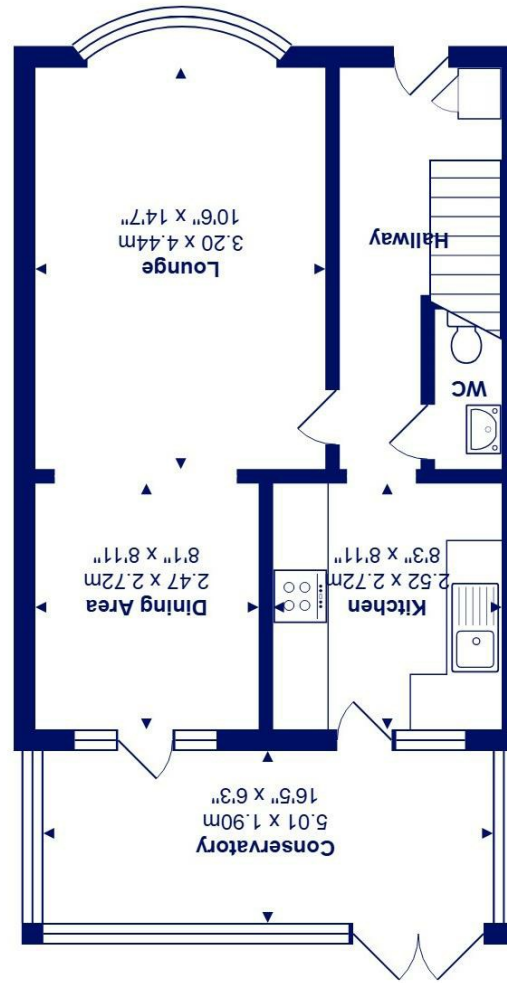 Conservatory
5.01 x 1.90m
16'5" x 6'3"
Kitchen
2.52 x 2.72m
8'3" x 8'11"
Dining Area
2.47 x 2.72m
8'1" x 8'11"
WC
Hallway
Lounge
3.20 x 4.44m
10'6" x 14'7"